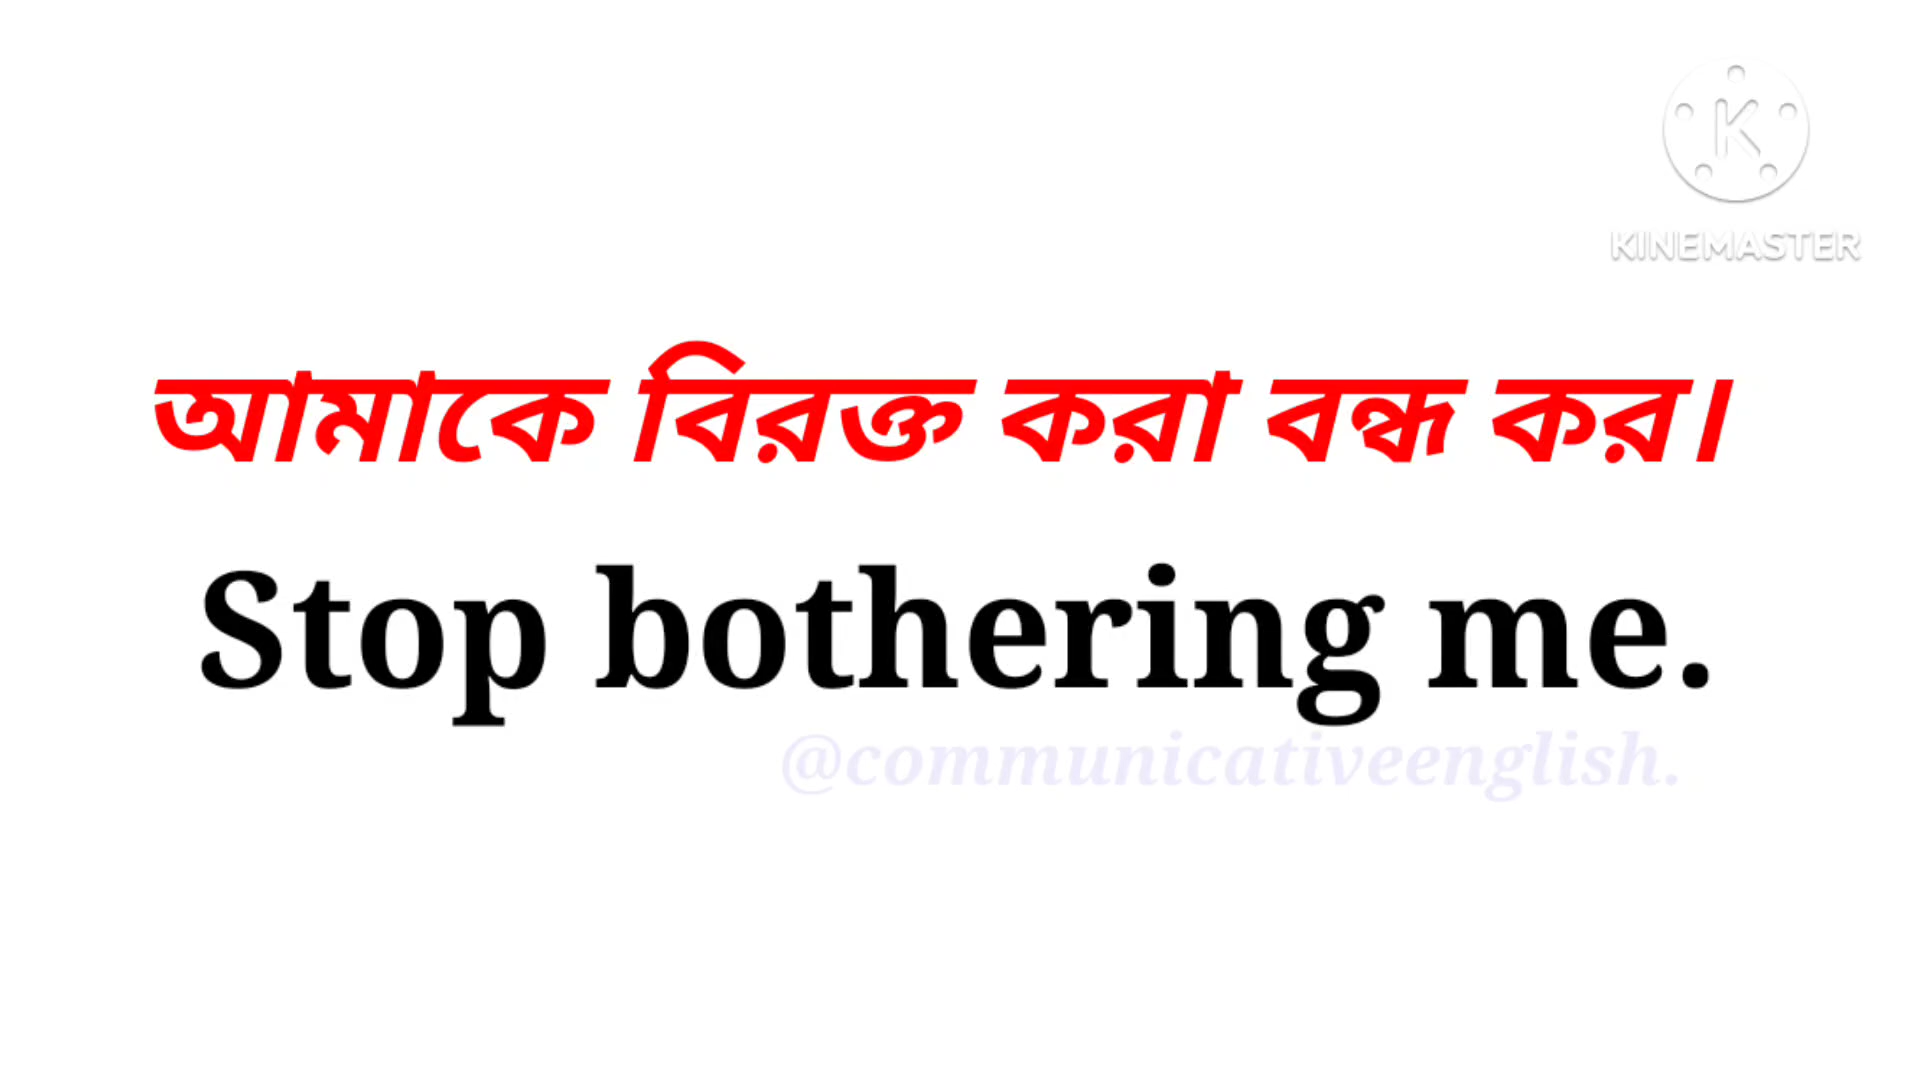 K
KINEMASTER
আমাকে বিরক্ত করা বন্ধ কর।
Stop bothering me.
@communicativeenglish.